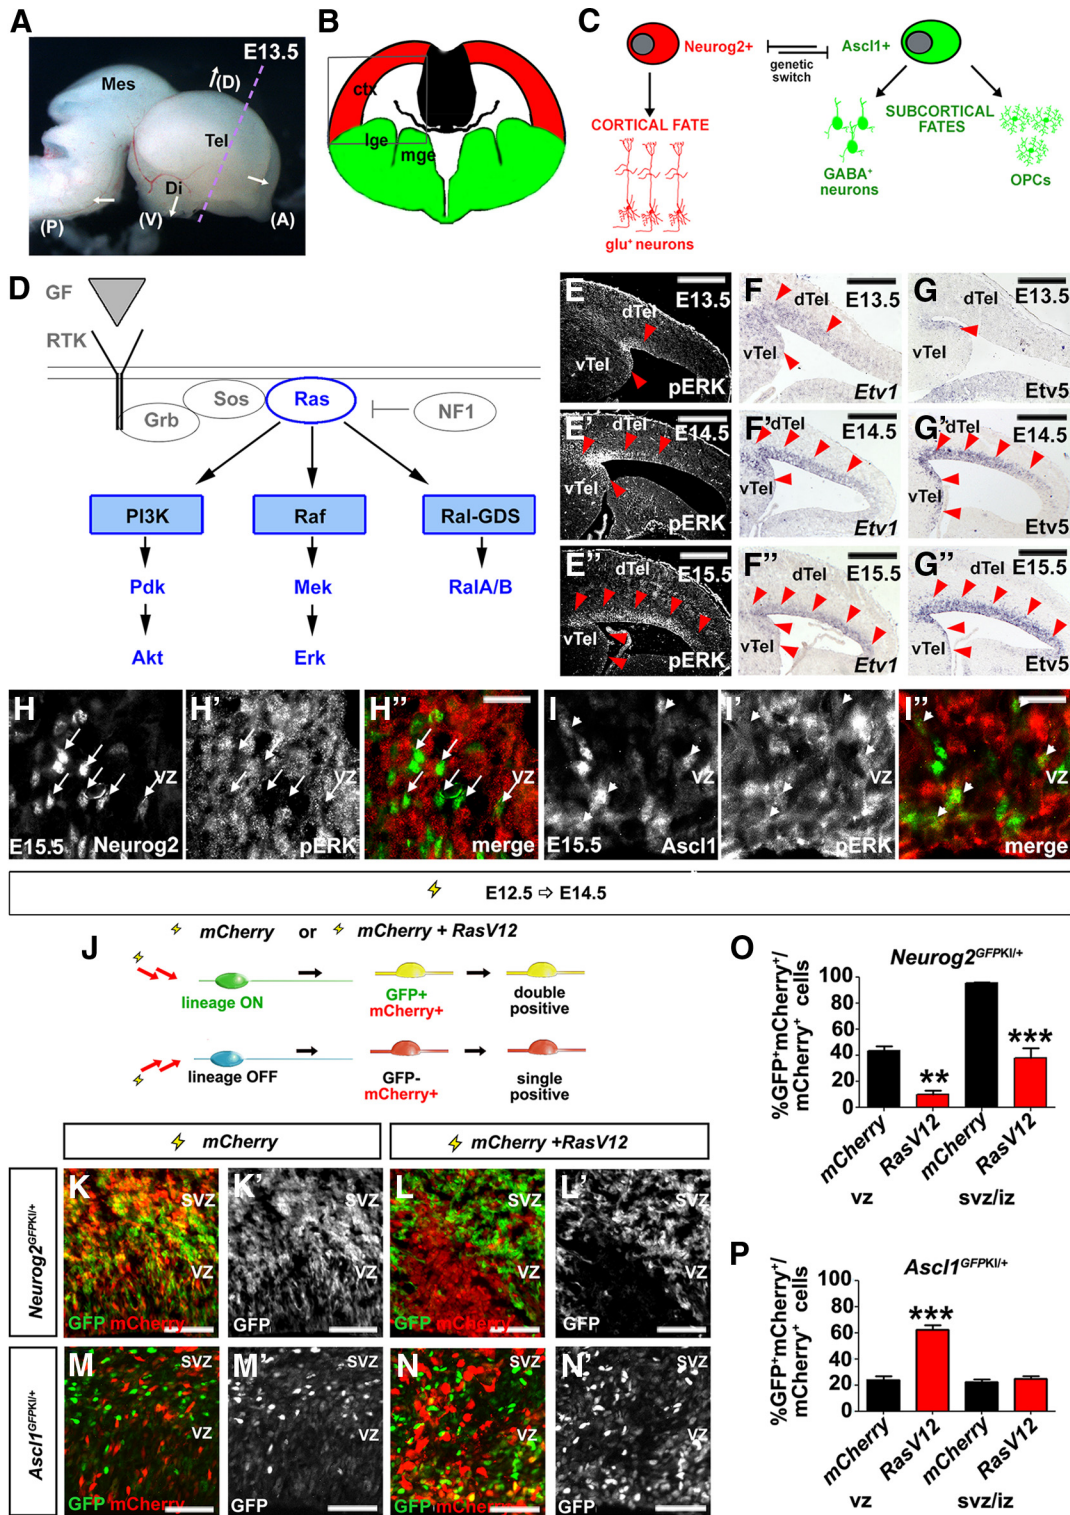 A
E13.5
(D)
Mes
Tel
Di
(P)
(V)
(A)
B
ctx
lge
mge
C
Neurog2+
genetic
switch
Ascl1+
CORTICAL FATE
glu+ neurons
SUBCORTICAL
FATES
GABA+
neurons
OPCs
D
GF
RTK
Grb
Sos
Ras
NF1
PI3K
Raf
Ral-GDS
Pdk
Mek
RalA/B
Akt
Erk
E
E13.5
dTel
vTel
pERK
F
E13.5
dTel
vTel
Etv1
G
E13.5
dTel
vTel
Etv5
E'
E14.5
dTel
vTel
pERK
F'
dTel
E14.5
vTel
Etv1
G'
dTel
E14.5
vTel
Etv5
E''
E15.5
dTel
vTel
pERK
F''
dTel
E15.5
vTel
Etv1
G''
dTel
E15.5
vTel
Etv5
H
vz
E15.5 Neurog2
H'
vz
pERK
H''
vz
merge
I
vz
E15.5 Ascl1
I'
vz
pERK
I''
vz
merge
E12.5 ⇨ E14.5
J
mCherry or mCherry + RasV12
lineage ON
GFP+
mCherry+
double
positive
lineage OFF
GFP-
mCherry+
single
positive
mCherry
mCherry +RasV12
Neurog2GFPKI/+
K
SVZ
VZ
GFP mCherry
K'
SVZ
VZ
GFP
L
SVZ
VZ
GFP mCherry
L'
SVZ
VZ
GFP
Ascl1GFPKI/+
M
SVZ
VZ
GFP mCherry
M'
SVZ
VZ
GFP
N
SVZ
VZ
GFP mCherry
N'
SVZ
VZ
GFP
O
Neurog2GFPKI/+
%GFP+mCherry+/
mCherry+ cells
100
80
60
40
20
0
**
***
mCherry
RasV12
mCherry
RasV12
vz
svz/iz
P
Ascl1GFPKI/+
%GFP+mCherry+/
mCherry+ cells
100
80
60
40
20
0
***
mCherry
RasV12
mCherry
RasV12
vz
svz/iz